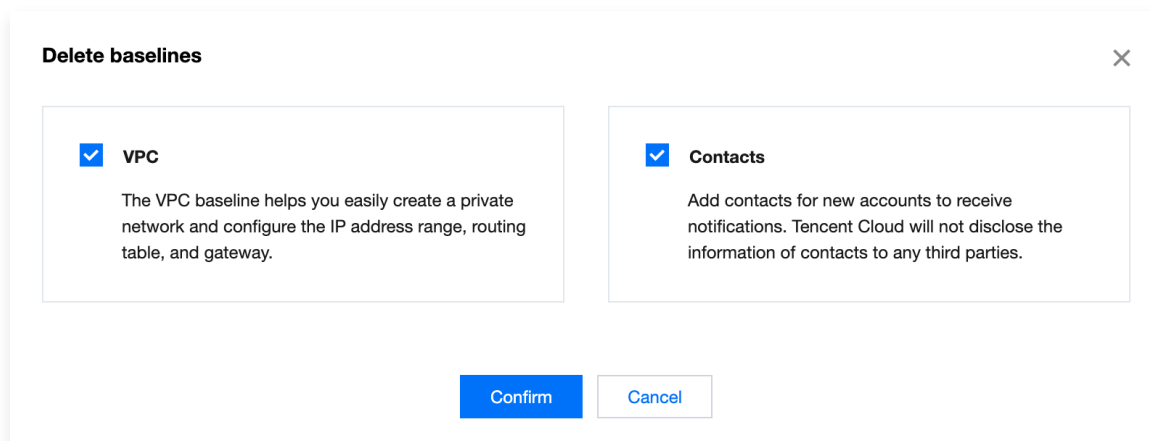 Delete baselines
VPC
The VPC baseline helps you easily create a private
network and configure the IP address range, routing
table, and gateway.
Contacts
Add contacts for new accounts to receive
notifications. Tencent Cloud will not disclose the
information of contacts to any third parties.
Confirm
Cancel